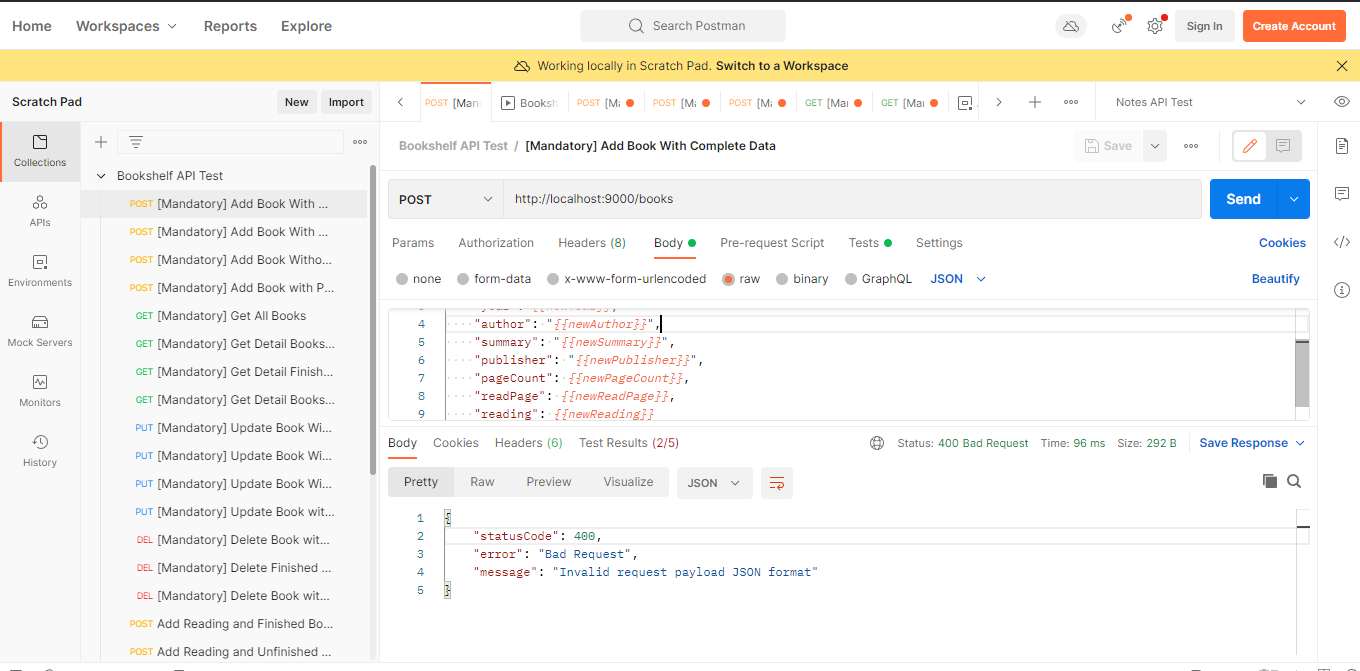 Home Workspaces Reports Explore Search Postman Sign In Create Account
Working locally in Scratch Pad. Switch to a Workspace
Scratch Pad New Import
POST [Man Booksh POST [Ma POST [Ma POST [Ma GET [Mar GET [Mar Notes API Test
Collections
APIs
Environments
Mock Servers
Monitors
History
Bookshelf API Test
POST [Mandatory] Add Book With ...
POST [Mandatory] Add Book With ...
POST [Mandatory] Add Book Witho...
POST [Mandatory] Add Book with P...
GET [Mandatory] Get All Books
GET [Mandatory] Get Detail Books...
GET [Mandatory] Get Detail Finish...
GET [Mandatory] Get Detail Books...
PUT [Mandatory] Update Book Wi...
PUT [Mandatory] Update Book Wi...
PUT [Mandatory] Update Book Wi...
PUT [Mandatory] Update Book wit...
DEL [Mandatory] Delete Book wit...
DEL [Mandatory] Delete Finished ...
DEL [Mandatory] Delete Book wit...
POST Add Reading and Finished Bo...
POST Add Reading and Unfinished ...
Bookshelf API Test / [Mandatory] Add Book With Complete Data Save
POST http://localhost:9000/books Send
Params Authorization Headers (8) Body Pre-request Script Tests Settings Cookies
none form-data x-www-form-urlencoded raw binary GraphQL JSON Beautify
4 "author": "{{newAuthor}}",
5 "summary": "{{newSummary}}",
6 "publisher": "{{newPublisher}}",
7 "pageCount": {{newPageCount}},
8 "readPage": {{newReadPage}},
9 "reading": {{newReading}}
Body Cookies Headers (6) Test Results (2/5) Status: 400 Bad Request Time: 96 ms Size: 292 B Save Response
Pretty Raw Preview Visualize JSON
1 {
2 "statusCode": 400,
3 "error": "Bad Request",
4 "message": "Invalid request payload JSON format"
5 }